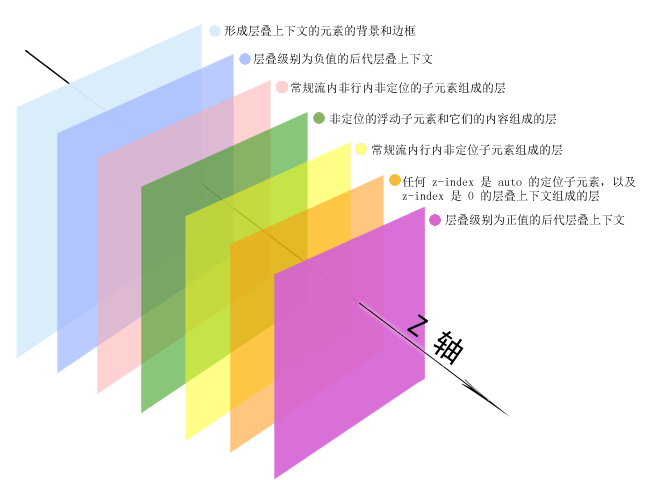 形成层叠上下文的元素的背景和边框
层叠级别为负值的后代层叠上下文
常规流内非行内非定位的子元素组成的层
非定位的浮动子元素和它们的内容组成的层
常规流内行内非定位子元素组成的层
任何 z-index 是 auto 的定位子元素，以及
z-index 是 0 的层叠上下文组成的层
层叠级别为正值的后代层叠上下文
Z 轴